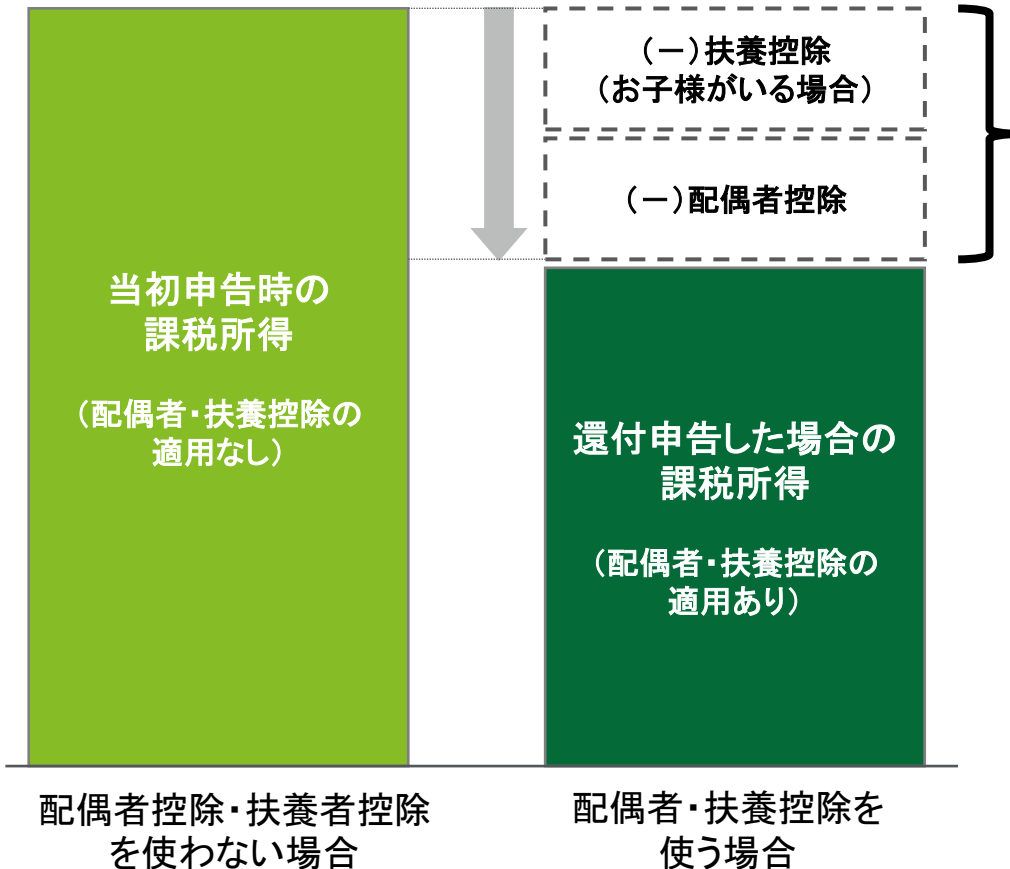 当初申告時の
課税所得
（配偶者・扶養控除の
適用なし）
（－）扶養控除
（お子様がいる場合）
（－）配偶者控除
還付申告した場合の
課税所得
（配偶者・扶養控除の
適用あり）
配偶者控除・扶養者控除
を使わない場合
配偶者・扶養控除を
使う場合